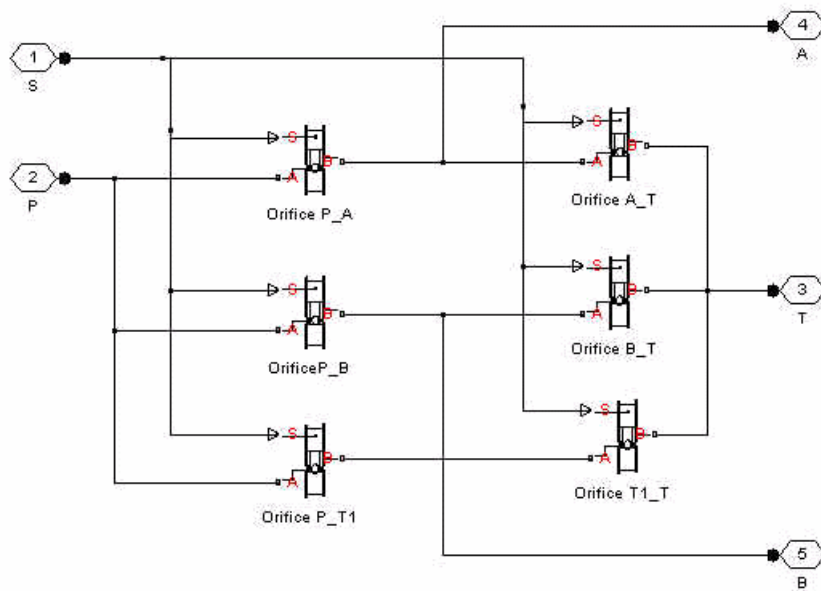 4
A
1
S
S
A B
Orifice P_A
S
A B
Orifice A_T
2
P
S
A B
OrificeP_B
S
A B
Orifice B_T
3
T
S
A B
Orifice P_T1
S
A B
Orifice T1_T
5
B